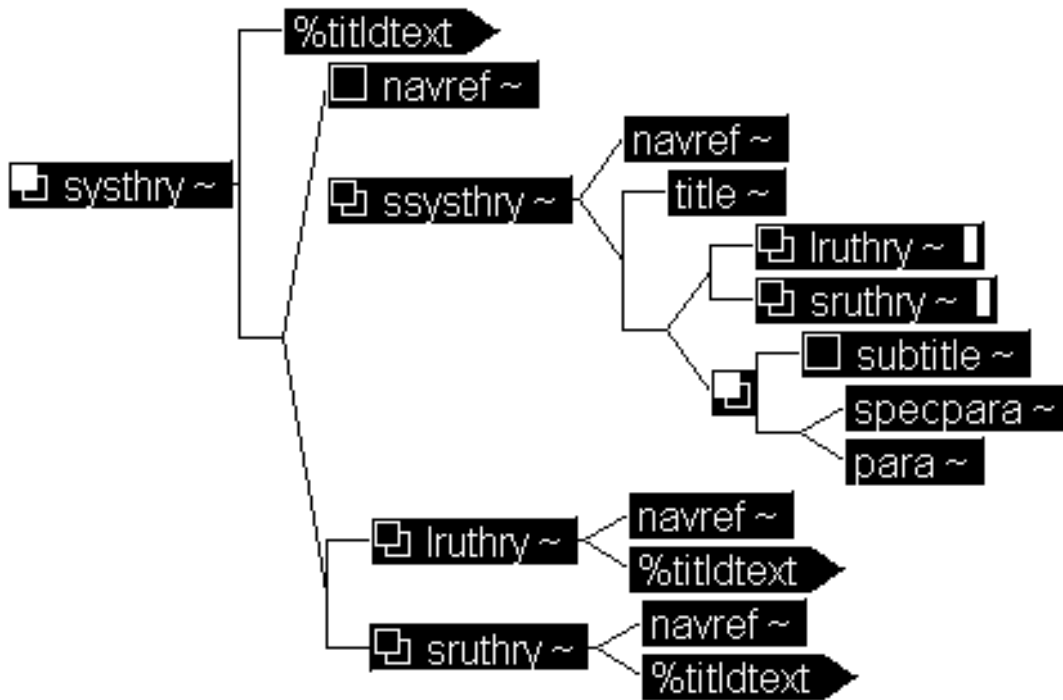 %titldtext
navref ~
navref ~
systhry ~
ssysthry ~
title ~
lruthry ~
sruthry ~
subtitle ~
specpara ~
para ~
navref ~
lruthry ~
%titldtext
navref ~
sruthry ~
%titldtext